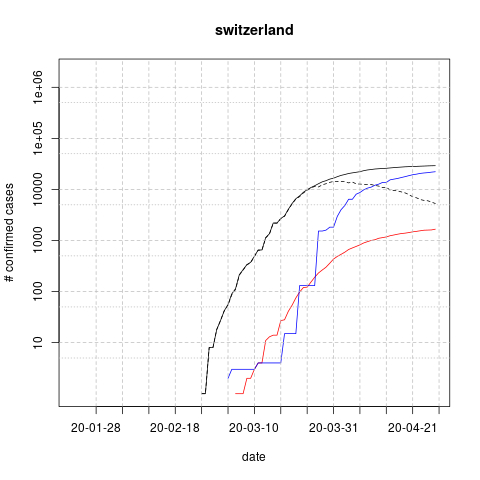 switzerland
# confirmed cases
1e+06
1e+05
10000
1000
100
10
20-01-28
20-02-18
20-03-10
20-03-31
20-04-21
date